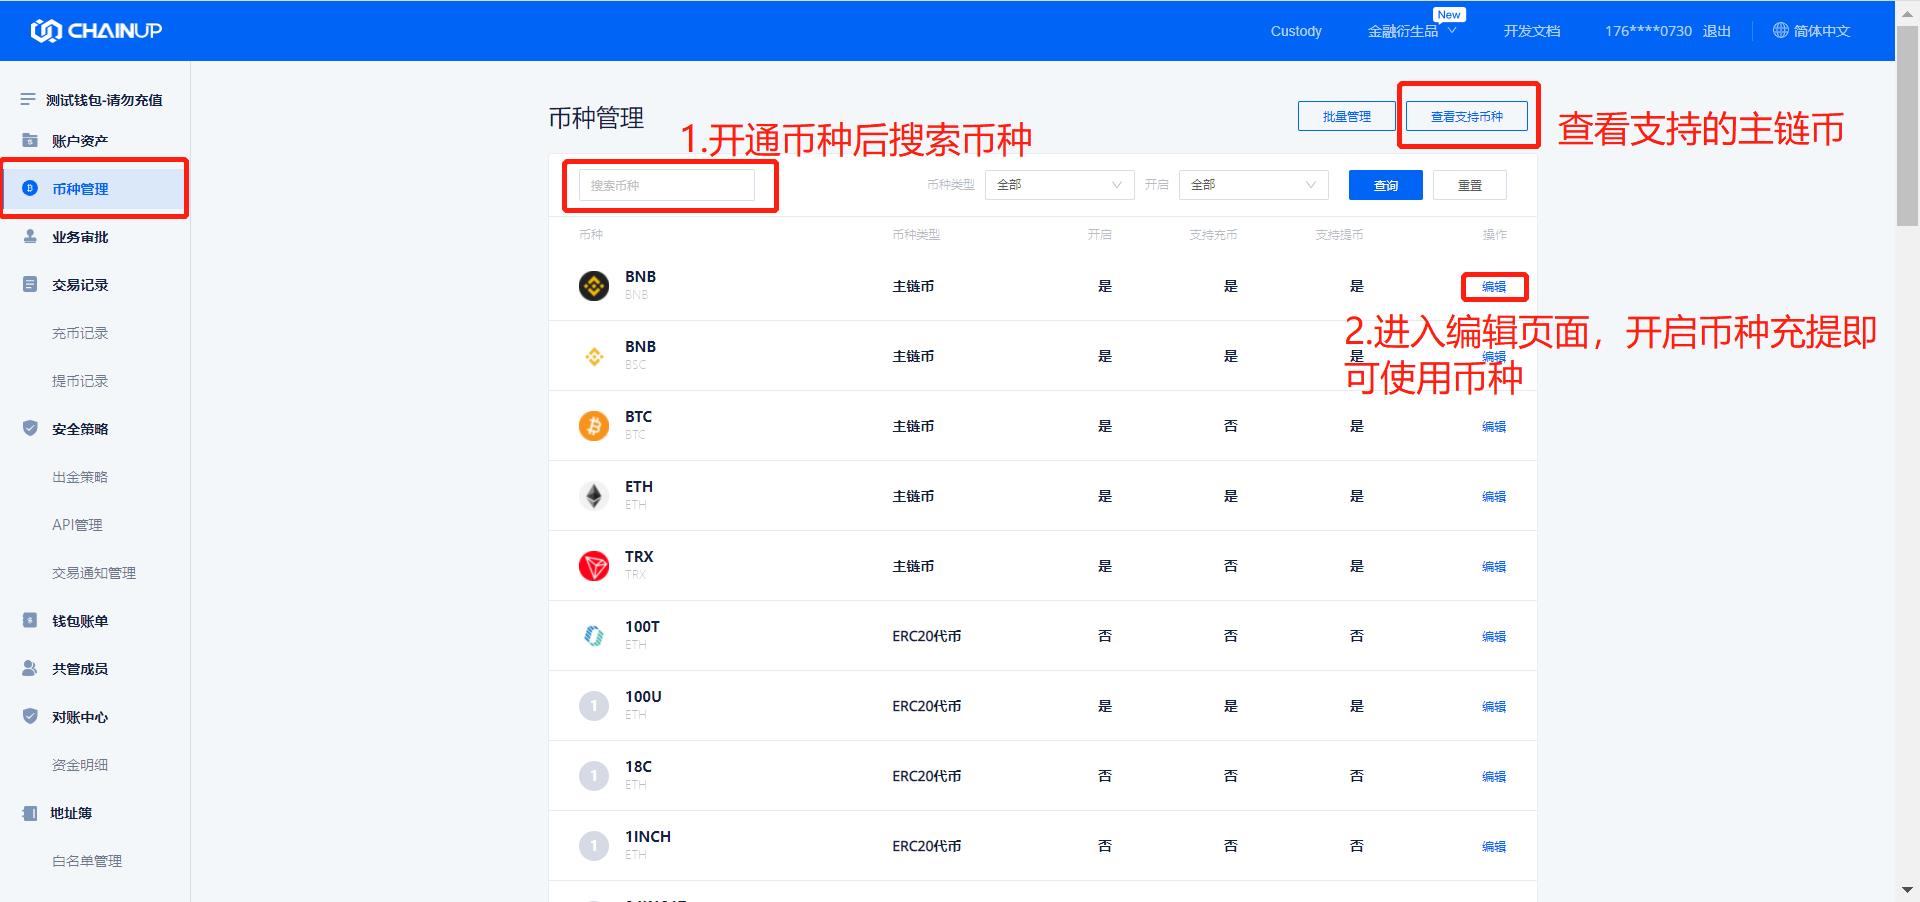 CHAINUP
Custody
金融衍生品
New
开发文档
176****0730 退出
简体中文
测试钱包-请勿充值
账户资产
币种管理
业务审批
交易记录
充币记录
提币记录
安全策略
出金策略
API管理
交易通知管理
钱包账单
共管成员
对账中心
资金明细
地址簿
白名单管理
币种管理
批量管理
查看支持币种
查看支持的主链币
1.开通币种后搜索币种
搜索币种
币种类型 全部 开启 全部 查询 重置
币种 币种类型 开启 支持充币 支持提币 操作
BNB
BNB
主链币 是 是 是 编辑
2.进入编辑页面，开启币种充提即
可使用币种
BNB
BSC
主链币 是 是 是 编辑
BTC
BTC
主链币 是 否 是 编辑
ETH
ETH
主链币 是 是 是 编辑
TRX
TRX
主链币 是 否 是 编辑
100T
ETH
ERC20代币 否 否 否 编辑
1
100U
ETH
ERC20代币 是 是 是 编辑
1
18C
ETH
ERC20代币 否 否 否 编辑
1
1INCH
ETH
ERC20代币 否 否 否 编辑